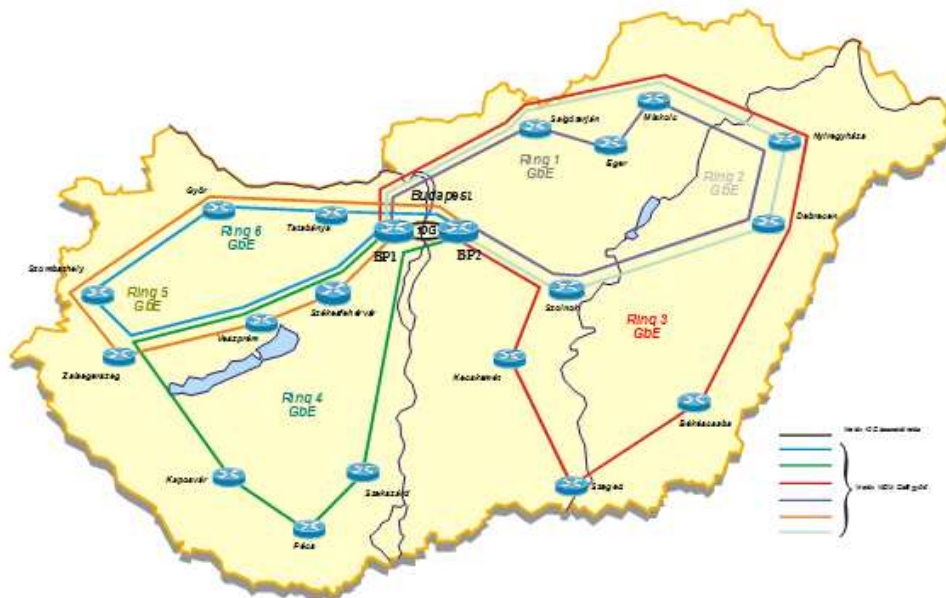 Salgótarján
Miskolc
Nyíregyháza
Ring 1
GbE
Eger
Ring 2
GbE
Győr
Budapest
Debrecen
Ring 6
GbE
Tatabánya
10G
BP1
BP2
Szombathely
Ring 5
GbE
Székesfehérvár
Szolnok
Ring 3
GbE
Veszprém
Zalaegerszeg
Kecskemét
Ring 4
GbE
Békéscsaba
Kaposvár
Szekszárd
Szeged
Pécs